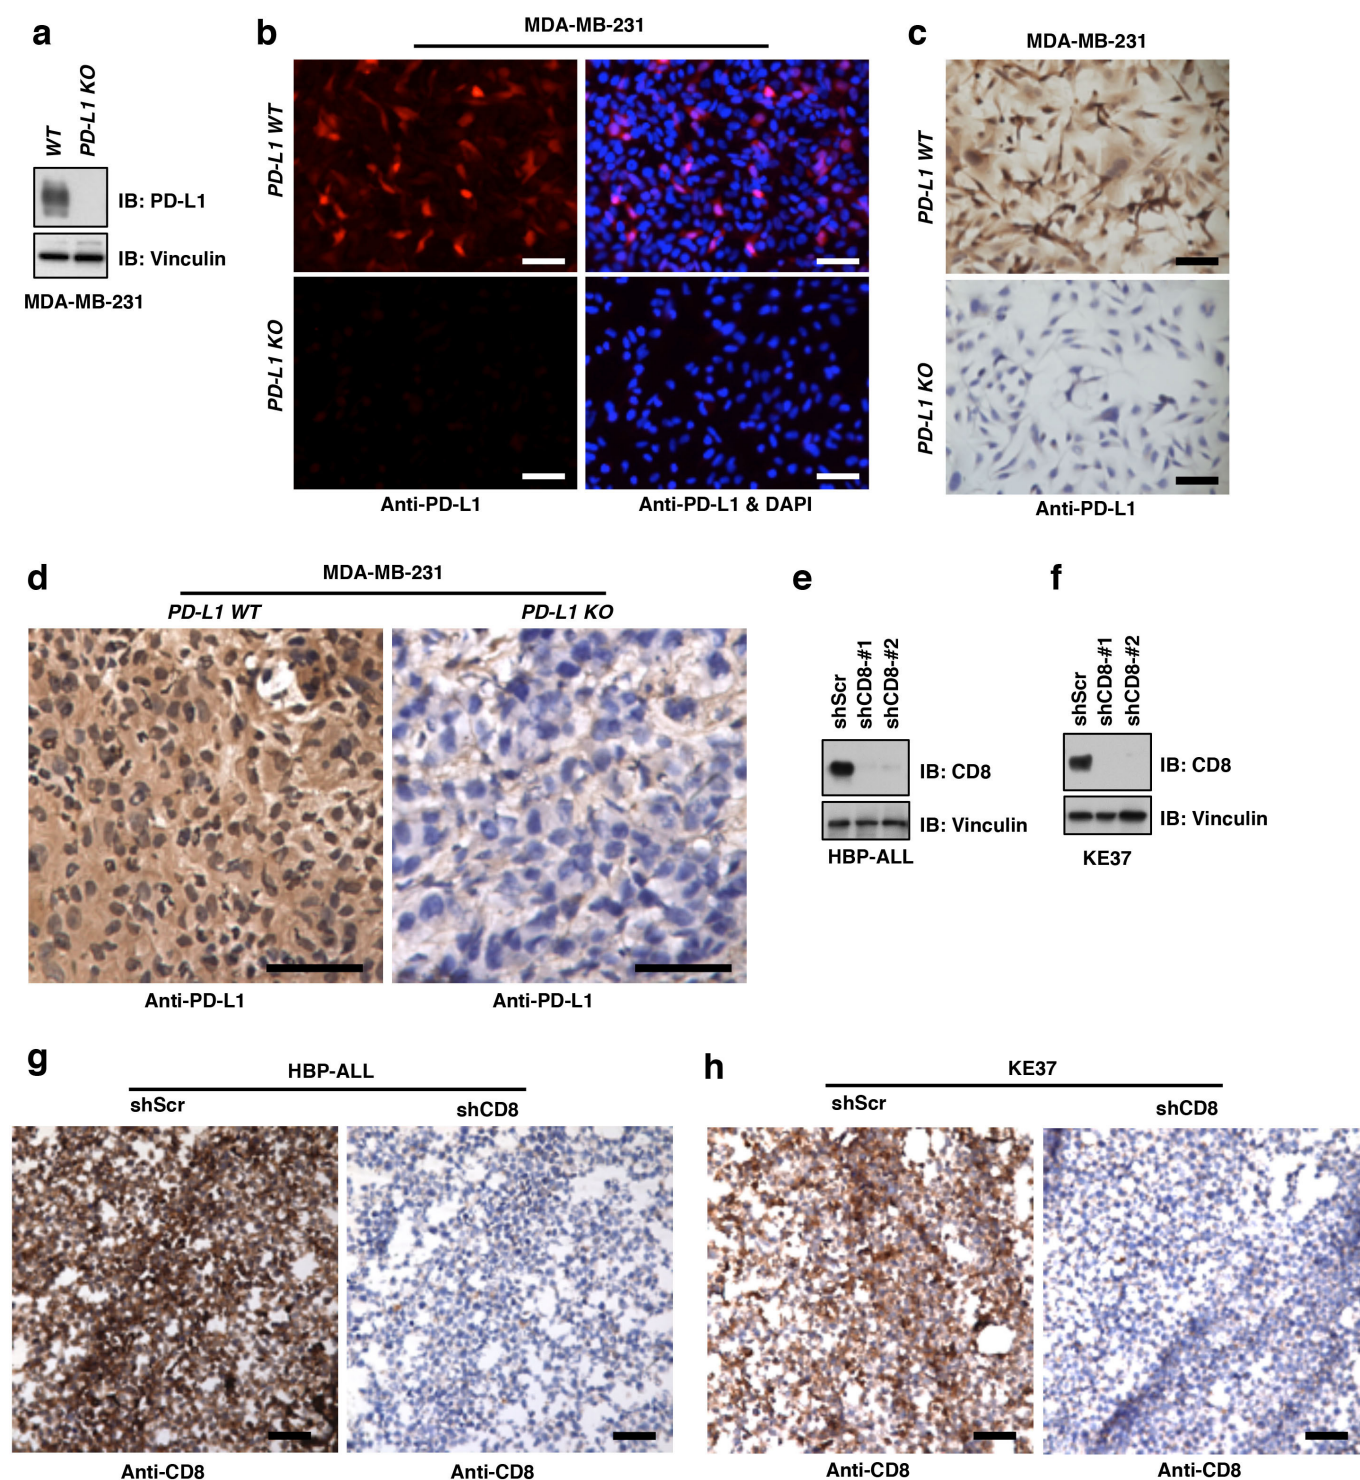 a
WT
PD-L1 KO
IB: PD-L1
IB: Vinculin
MDA-MB-231
b
MDA-MB-231
PD-L1 WT
PD-L1 KO
Anti-PD-L1
Anti-PD-L1 & DAPI
c
MDA-MB-231
PD-L1 WT
PD-L1 KO
Anti-PD-L1
d
MDA-MB-231
PD-L1 WT
PD-L1 KO
Anti-PD-L1
Anti-PD-L1
e
shScr
shCD8-#1
shCD8-#2
IB: CD8
IB: Vinculin
HBP-ALL
f
shScr
shCD8-#1
shCD8-#2
IB: CD8
IB: Vinculin
KE37
g
HBP-ALL
shScr
shCD8
Anti-CD8
Anti-CD8
h
KE37
shScr
shCD8
Anti-CD8
Anti-CD8